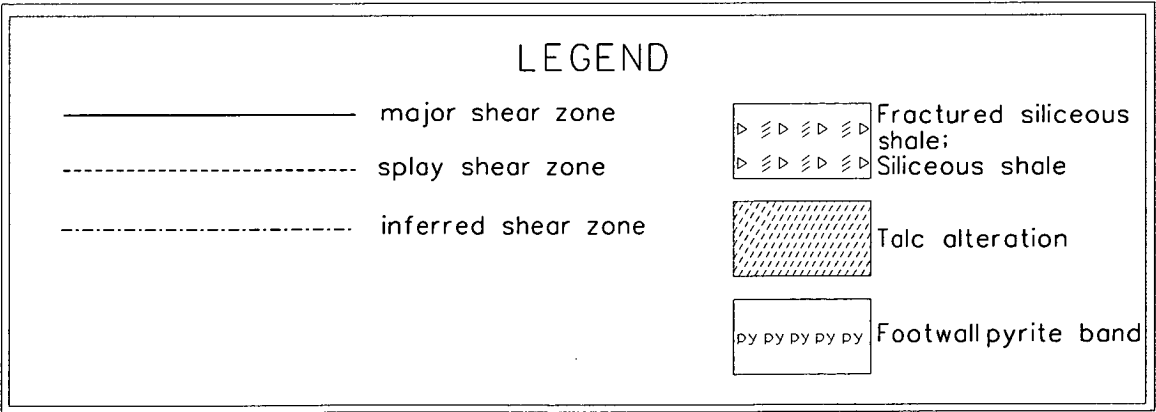 LEGEND
major shear zone
splay shear zone
inferred shear zone
Fractured siliceous
shale;
Siliceous shale
Talc alteration
py py py py py
Footwall pyrite band